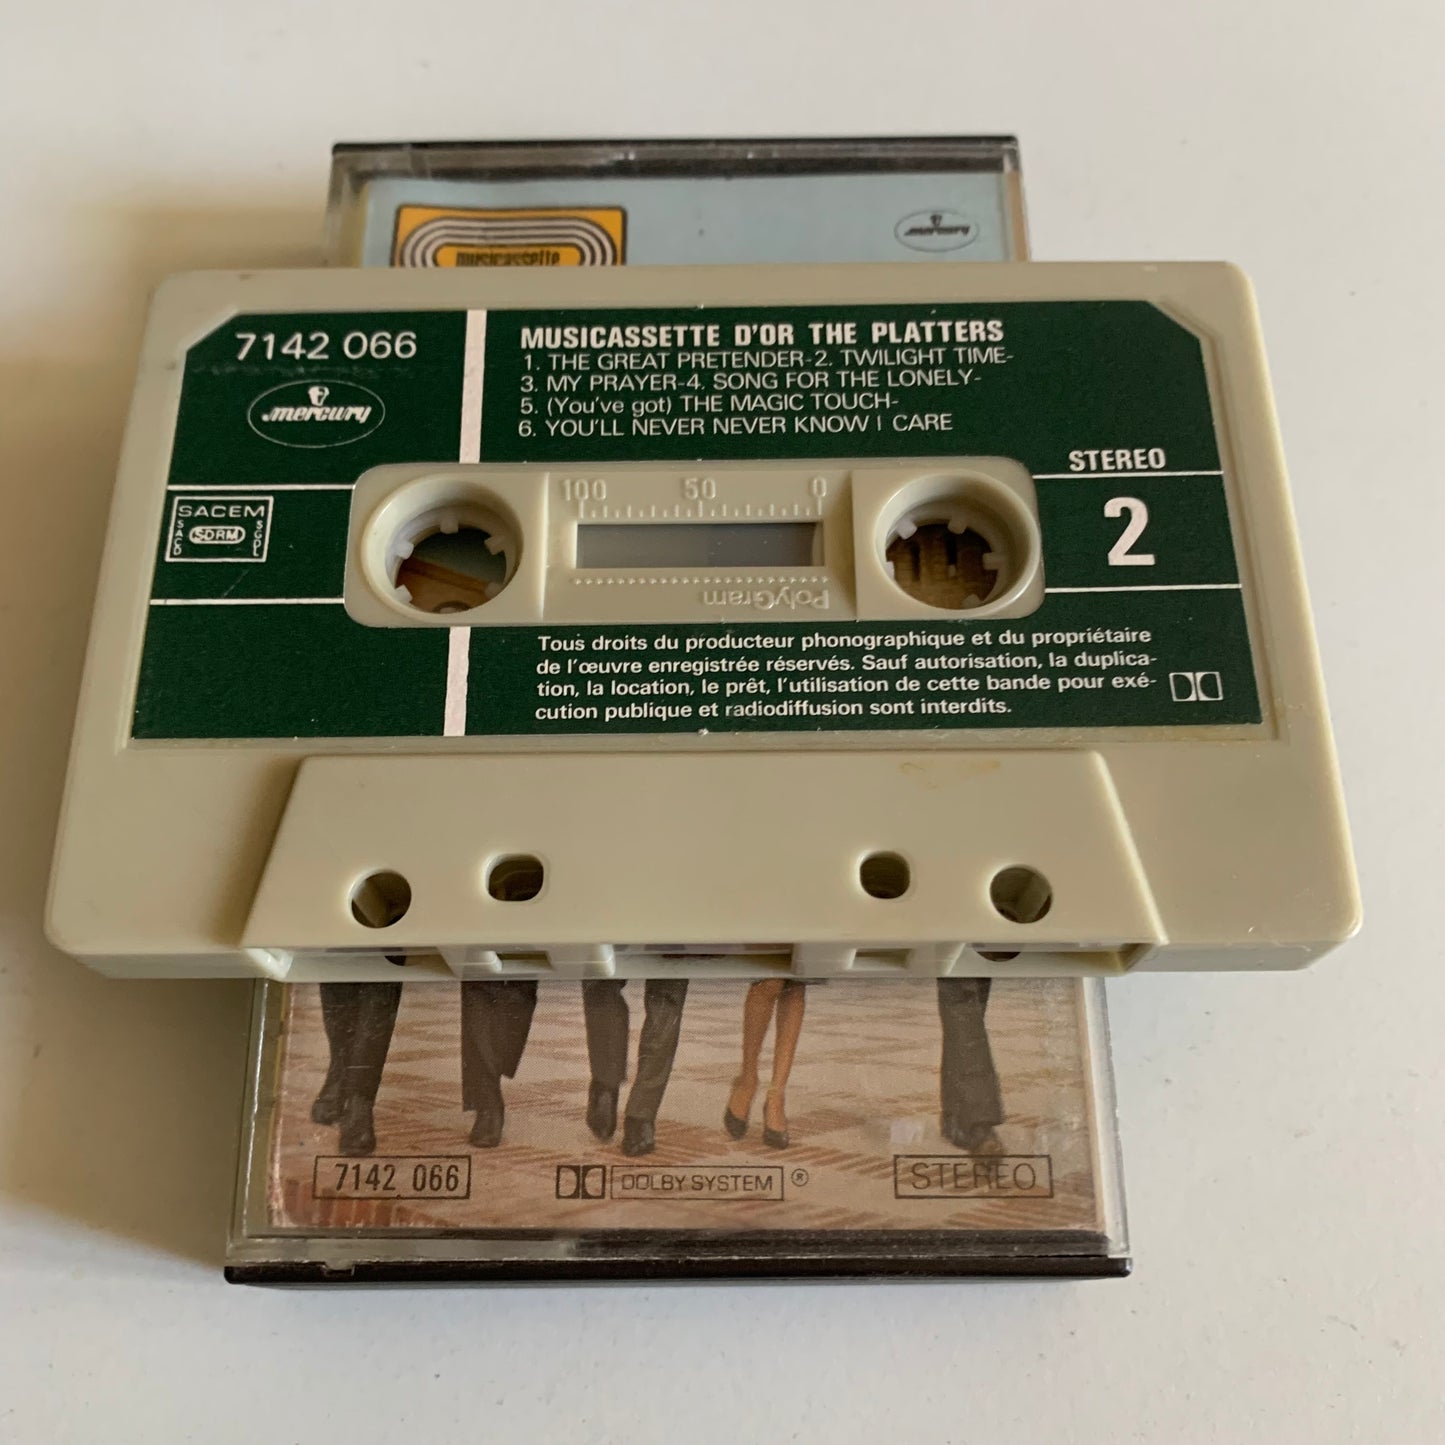 musicassette
mercury
7142 066
mercury
MUSICASSETTE D'OR THE PLATTERS
1. THE GREAT PRETENDER-2. TWILIGHT TIME-
3. MY PRAYER-4. SONG FOR THE LONELY-
5. (You've got) THE MAGIC TOUCH-
6. YOU'LL NEVER NEVER KNOW I CARE
STEREO
2
SACEM
SACD
SDRM
SGDL
100 50 0
PolyGram
Tous droits du producteur phonographique et du propriétaire
de l'œuvre enregistrée réservés. Sauf autorisation, la duplica-
tion, la location, le prêt, l'utilisation de cette bande pour exé-
cution publique et radiodiffusion sont interdits.
7142 066
DOLBY SYSTEM ®
STEREO